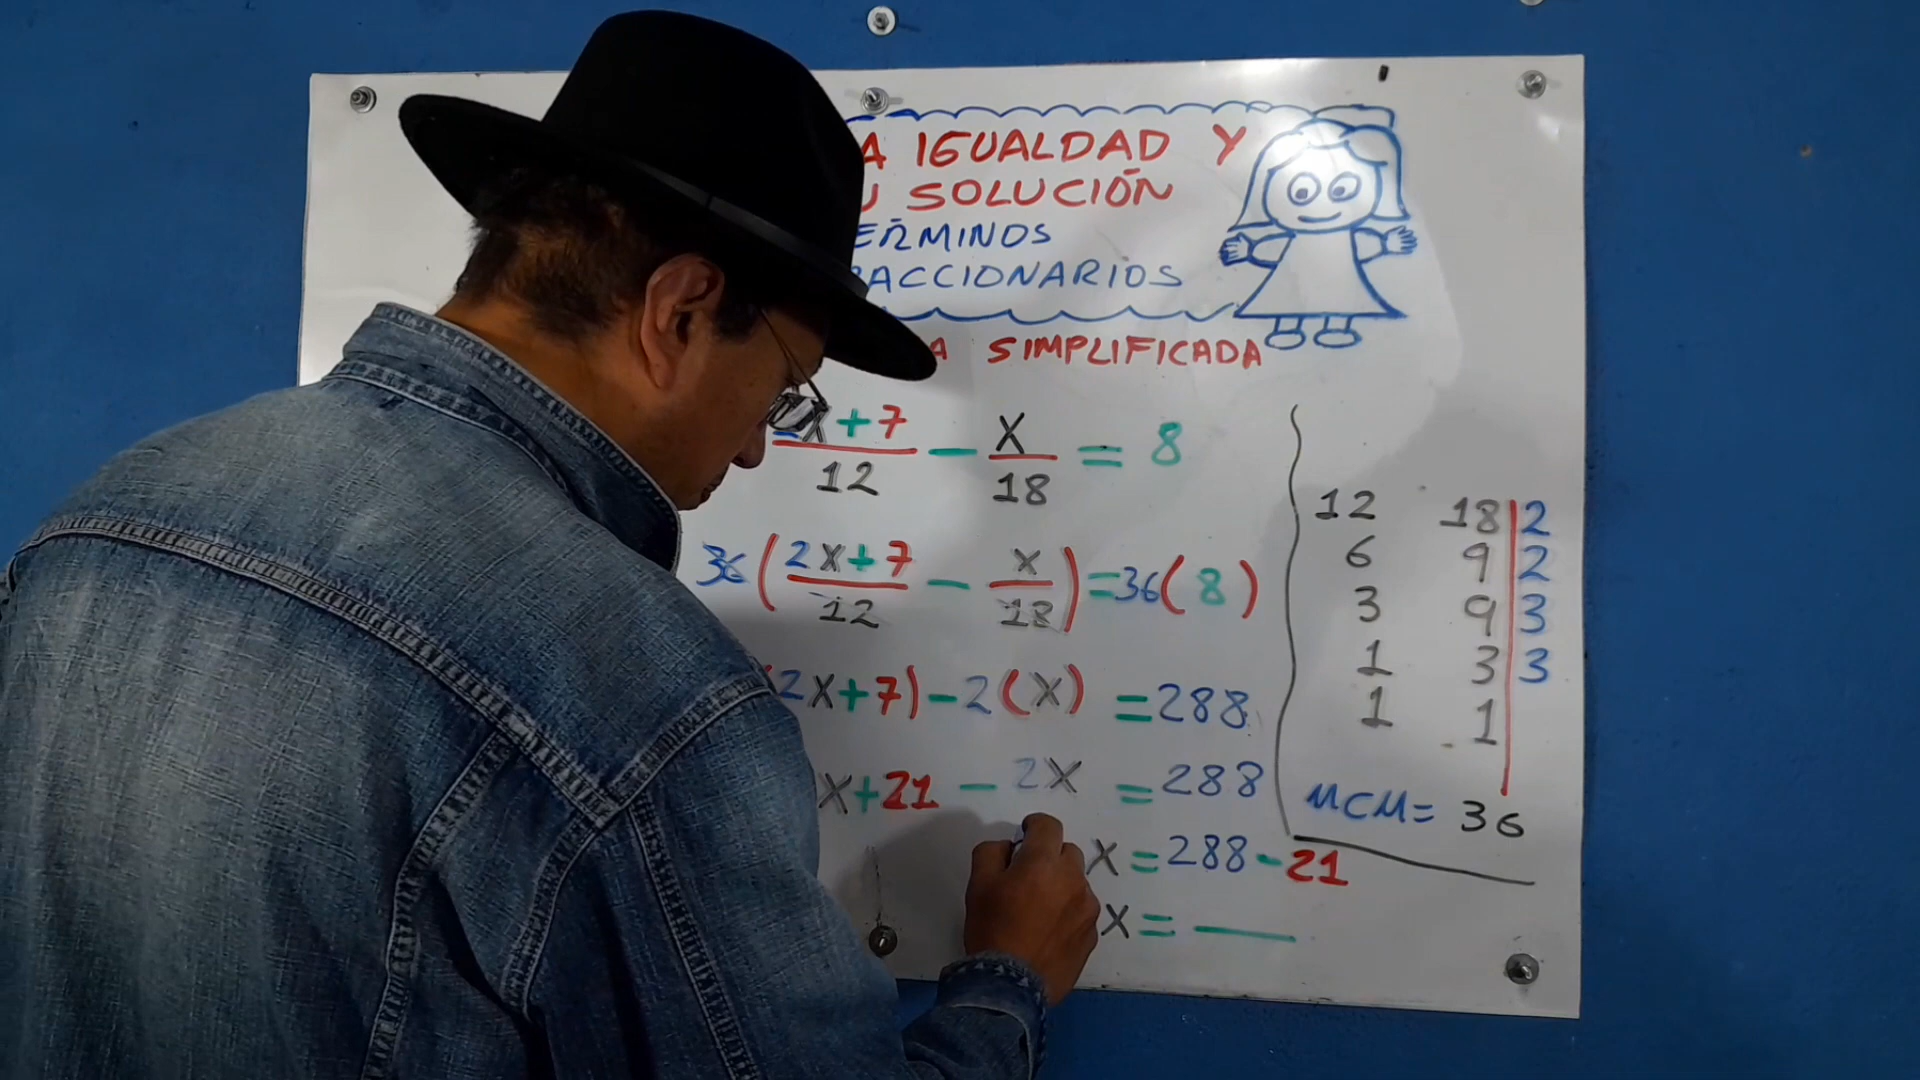 A IGUALDAD Y
U SOLUCIÓN
ERMINOS
ACCIONARIOS
A SIMPLIFICADA
X+7/12 - X/18 = 8
36(2X+7/12 - X/18)=36(8)
2X+7)-2(X) =288
X+21 - 2X = 288
X=288-21
X=
12 18 2
6 9 2
3 9 3
1 3 3
1 1
MCM= 36